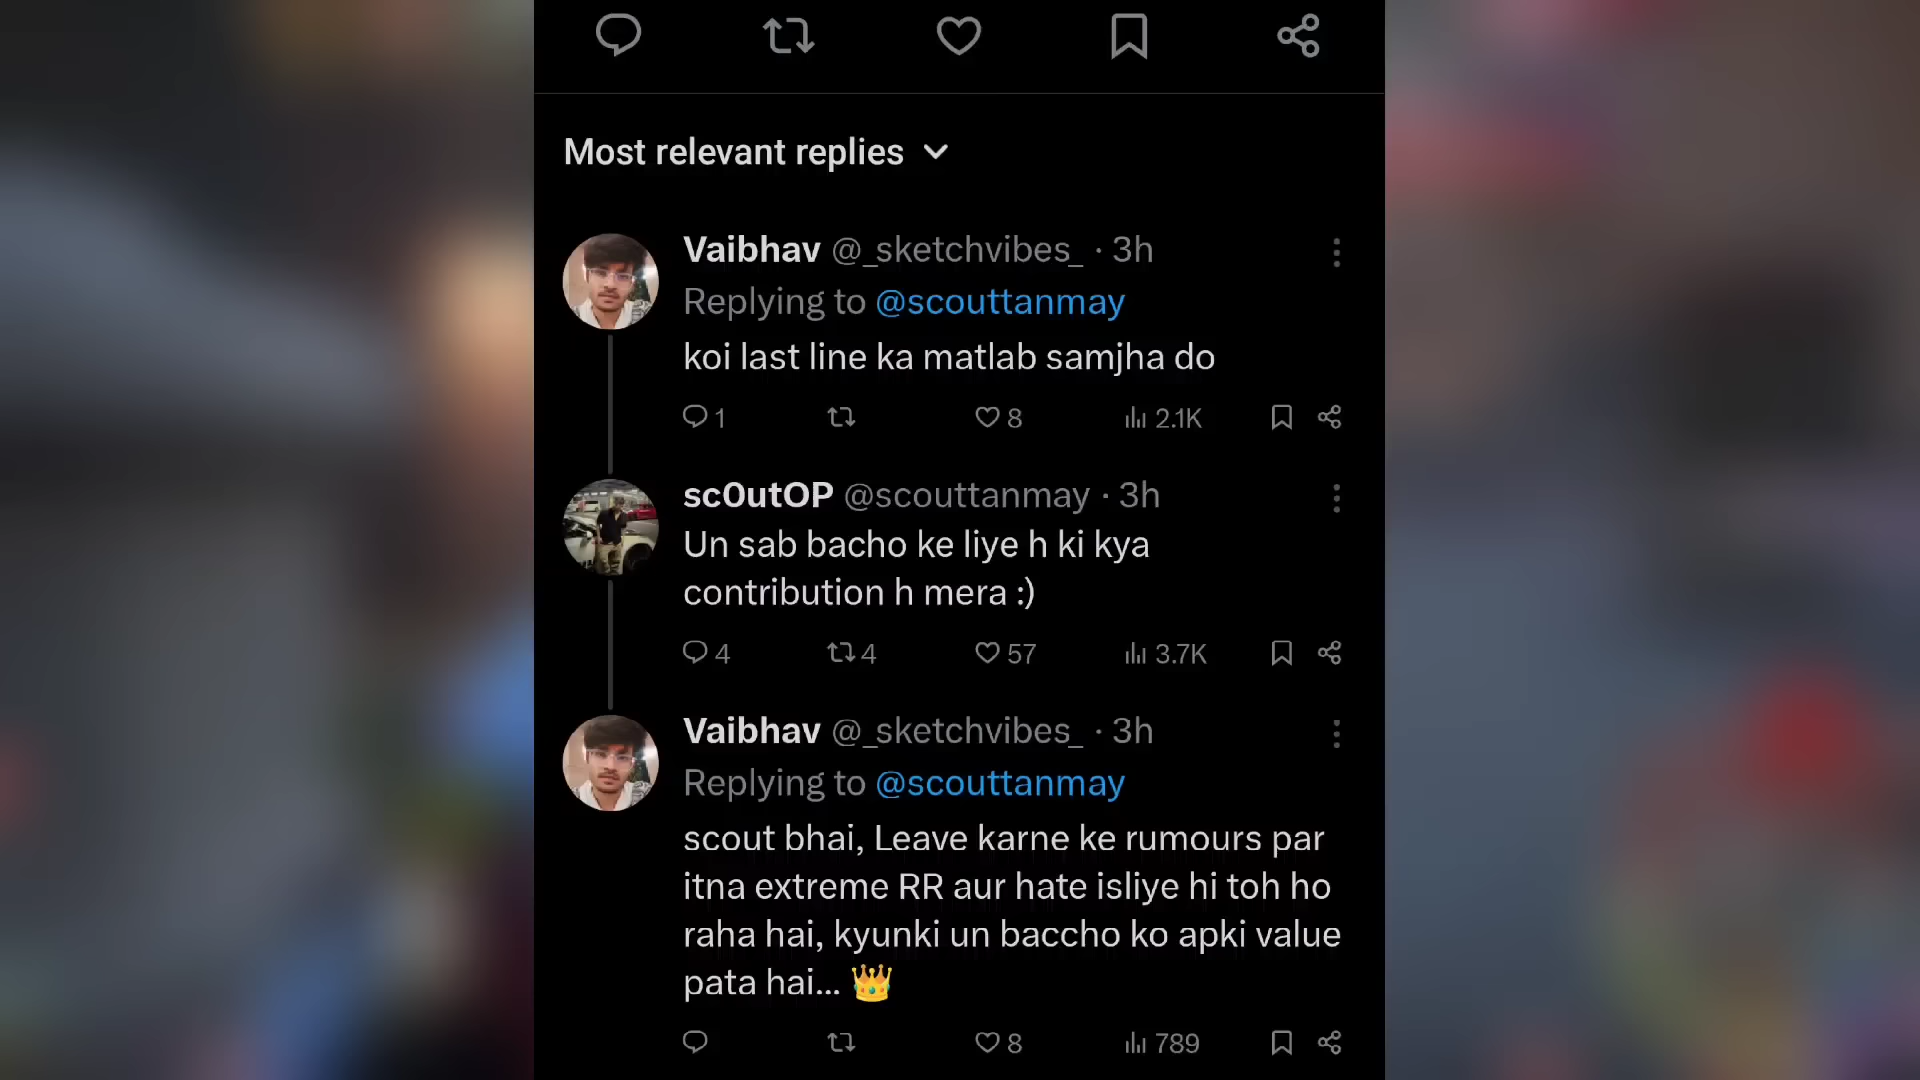 Most relevant replies
Vaibhav @_sketchvibes_ · 3h
Replying to @scouttanmay
koi last line ka matlab samjha do
1 8 2.1K
sc0utOP @scouttanmay · 3h
Un sab bacho ke liye h ki kya
contribution h mera :)
4 4 57 3.7K
Vaibhav @_sketchvibes_ · 3h
Replying to @scouttanmay
scout bhai, Leave karne ke rumours par
itna extreme RR aur hate isliye hi toh ho
raha hai, kyunki un baccho ko apki value
pata hai... 👑
8 789